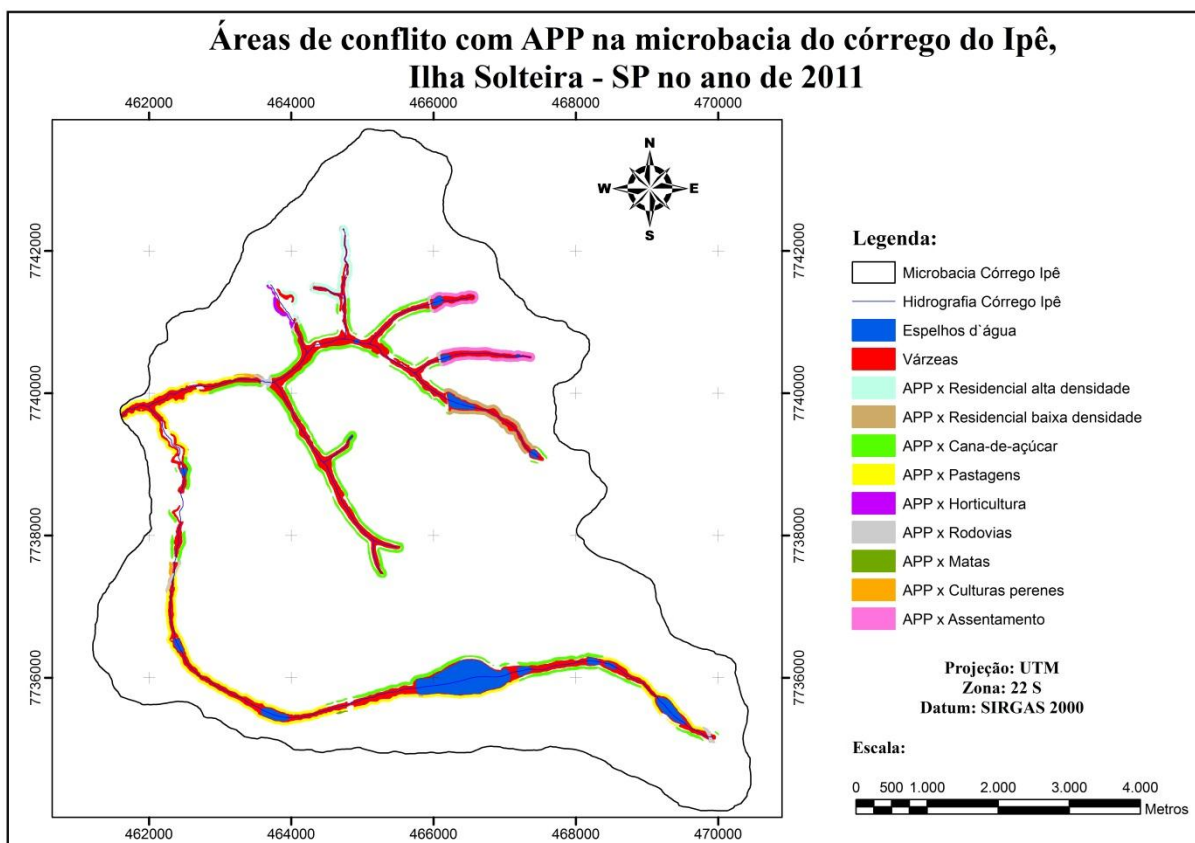 Áreas de conflito com APP na microbacia do córrego do Ipê,
Ilha Solteira - SP no ano de 2011
462000 464000 466000 468000 470000
N
W E
S
7742000 7742000
7740000 7740000
7738000 7738000
7736000 7736000
462000 464000 466000 468000 470000
Legenda:
Microbacia Córrego Ipê
Hidrografia Córrego Ipê
Espelhos d`água
Várzeas
APP x Residencial alta densidade
APP x Residencial baixa densidade
APP x Cana-de-açúcar
APP x Pastagens
APP x Horticultura
APP x Rodovias
APP x Matas
APP x Culturas perenes
APP x Assentamento
Projeção: UTM
Zona: 22 S
Datum: SIRGAS 2000
Escala:
0 500 1.000 2.000 3.000 4.000
Metros